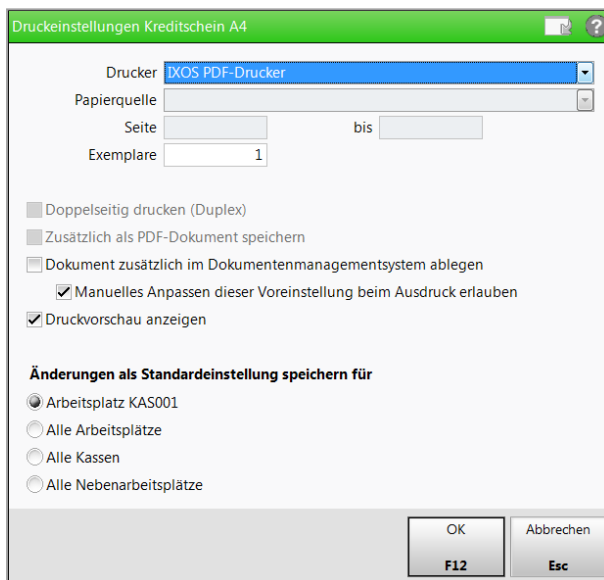 Druckeinstellungen Kreditschein A4 ?
Drucker IXOS PDF-Drucker
Papierquelle
Seite bis
Exemplare 1
Doppelseitig drucken (Duplex)
Zusätzlich als PDF-Dokument speichern
Dokument zusätzlich im Dokumentenmanagementsystem ablegen
Manuelles Anpassen dieser Voreinstellung beim Ausdruck erlauben
Druckvorschau anzeigen
Änderungen als Standardeinstellung speichern für
Arbeitsplatz KAS001
Alle Arbeitsplätze
Alle Kassen
Alle Nebenarbeitsplätze
OK Abbrechen
F12 Esc